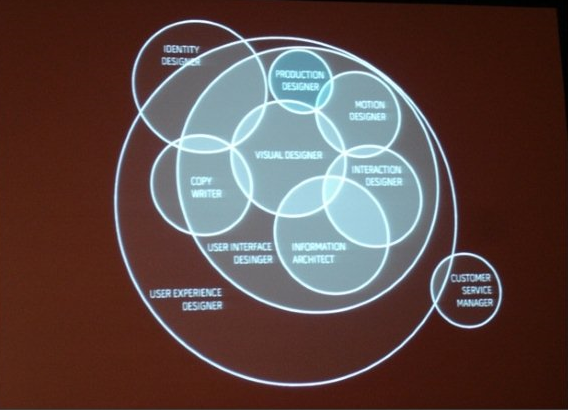 IDENTITY
DESIGNER
PRODUCTION
DESIGNER
MOTION
DESIGNER
VISUAL DESIGNER
INTERACTION
DESIGNER
COPY
WRITER
USER INTERFACE
DESINGER
INFORMATION
ARCHITECT
USER EXPERIENCE
DESIGNER
CUSTOMER
SERVICE
MANAGER